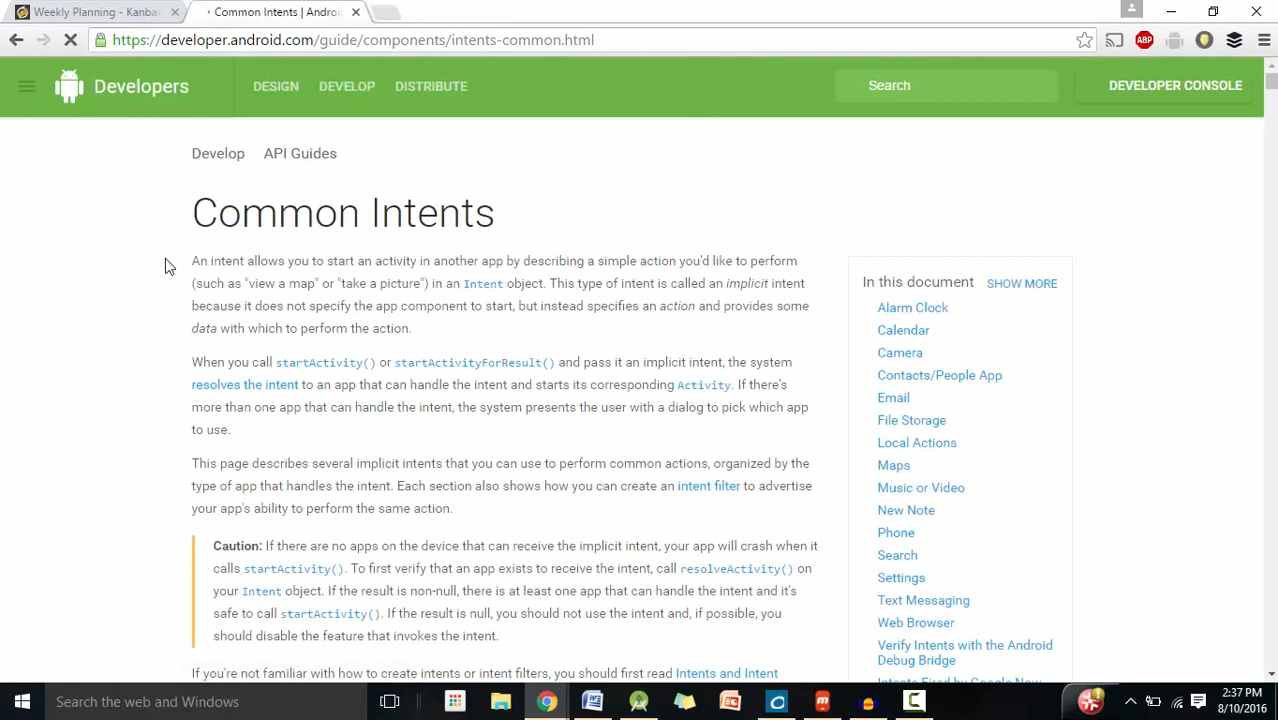 Weekly Planning - Kanba
Common Intents | Androi
https://developer.android.com/guide/components/intents-common.html
ABP
Developers
DESIGN
DEVELOP
DISTRIBUTE
Search
DEVELOPER CONSOLE
Develop
API Guides
Common Intents
An intent allows you to start an activity in another app by describing a simple action you'd like to perform
(such as "view a map" or "take a picture") in an Intent object. This type of intent is called an implicit intent
because it does not specify the app component to start, but instead specifies an action and provides some
data with which to perform the action.
When you call startActivity() or startActivityForResult() and pass it an implicit intent, the system
resolves the intent to an app that can handle the intent and starts its corresponding Activity. If there's
more than one app that can handle the intent, the system presents the user with a dialog to pick which app
to use.
This page describes several implicit intents that you can use to perform common actions, organized by the
type of app that handles the intent. Each section also shows how you can create an intent filter to advertise
your app's ability to perform the same action.
Caution: If there are no apps on the device that can receive the implicit intent, your app will crash when it
calls startActivity(). To first verify that an app exists to receive the intent, call resolveActivity() on
your Intent object. If the result is non-null, there is at least one app that can handle the intent and it's
safe to call startActivity(). If the result is null, you should not use the intent and, if possible, you
should disable the feature that invokes the intent.
If you're not familiar with how to create intents or intent filters, you should first read Intents and Intent
In this document
SHOW MORE
Alarm Clock
Calendar
Camera
Contacts/People App
Email
File Storage
Local Actions
Maps
Music or Video
New Note
Phone
Search
Settings
Text Messaging
Web Browser
Verify Intents with the Android
Debug Bridge
Intents Fired by Google Now
Search the web and Windows
2:37 PM
8/10/2016